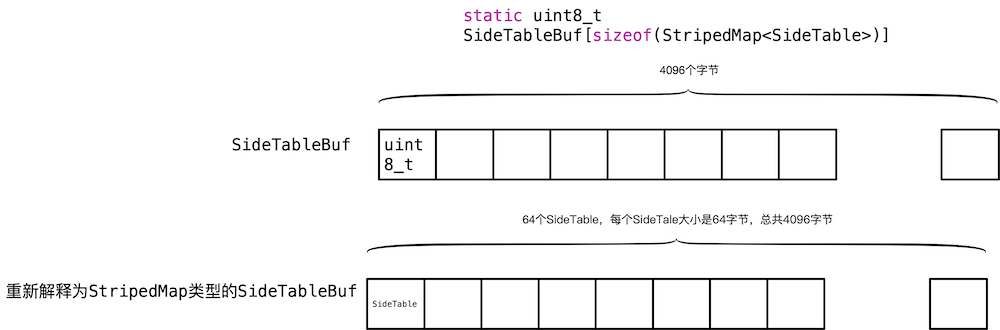 static uint8_t
SideTableBuf[sizeof(StripedMap<SideTable>)]
4096个字节
SideTableBuf
uint
8_t
64个SideTable，每个SideTale大小是64字节，总共4096字节
重新解释为StripedMap类型的SideTableBuf
SideTable